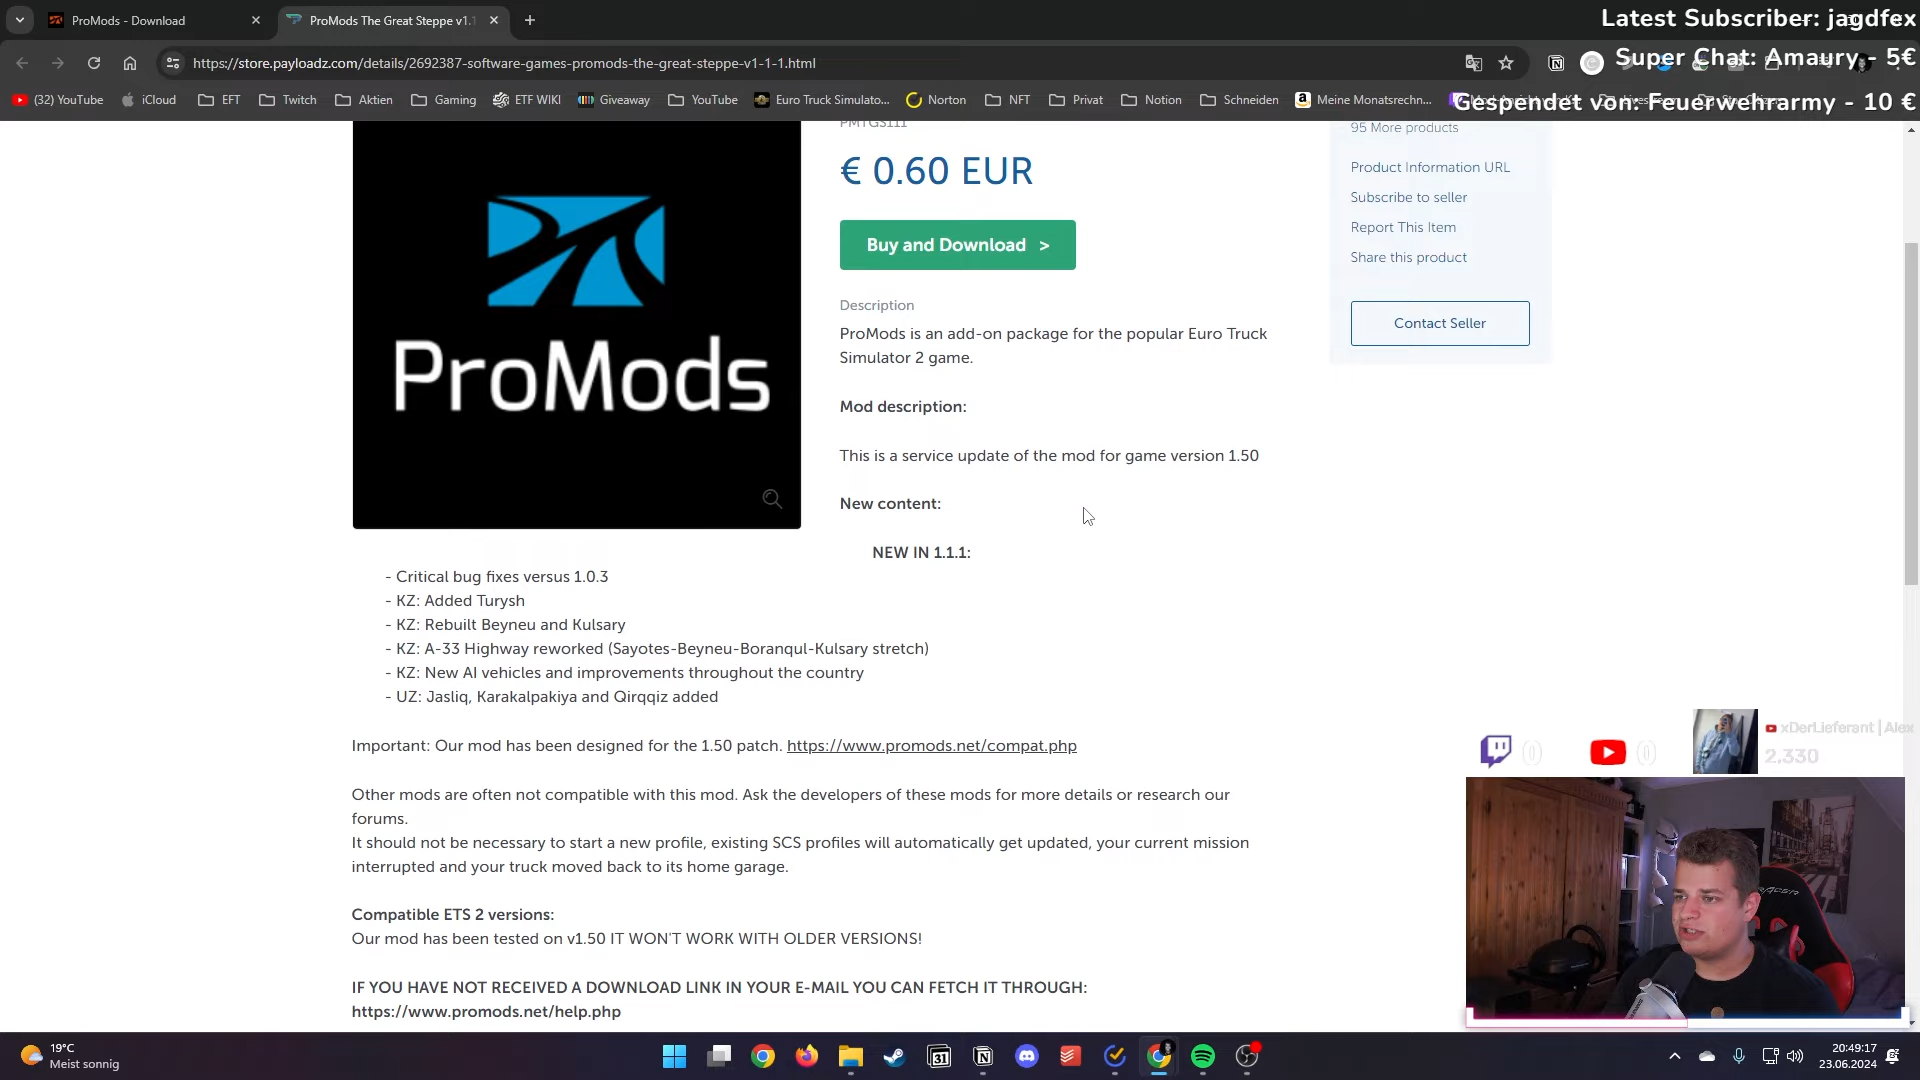 ProMods - Download
ProMods The Great Steppe v1.1
Latest Subscriber: jagdfex
https://store.payloadz.com/details/2692387-software-games-promods-the-great-steppe-v1-1-1.html
Super Chat: Amaury - 5€
(32) YouTube
iCloud
EFT
Twitch
Aktien
Gaming
ETF WIKI
Giveaway
YouTube
Euro Truck Simulato...
Norton
NFT
Privat
Notion
Schneiden
Meine Monatsrechn...
Gespendet von: Feuerwehrarmy - 10 €
PMTGS111
95 More products
€ 0.60 EUR
Product Information URL
Subscribe to seller
Buy and Download >
Report This Item
Share this product
Description
Contact Seller
ProMods is an add-on package for the popular Euro Truck
Simulator 2 game.
ProMods
Mod description:
This is a service update of the mod for game version 1.50
New content:
NEW IN 1.1.1:
- Critical bug fixes versus 1.0.3
- KZ: Added Turysh
- KZ: Rebuilt Beyneu and Kulsary
- KZ: A-33 Highway reworked (Sayotes-Beyneu-Boranqul-Kulsary stretch)
- KZ: New AI vehicles and improvements throughout the country
- UZ: Jasliq, Karakalpakiya and Qirqqiz added
Important: Our mod has been designed for the 1.50 patch. https://www.promods.net/compat.php
(0)
(0)
xDerLieferant | Alex
2.330
Other mods are often not compatible with this mod. Ask the developers of these mods for more details or research our
forums.
It should not be necessary to start a new profile, existing SCS profiles will automatically get updated, your current mission
interrupted and your truck moved back to its home garage.
Compatible ETS 2 versions:
Our mod has been tested on v1.50 IT WON'T WORK WITH OLDER VERSIONS!
IF YOU HAVE NOT RECEIVED A DOWNLOAD LINK IN YOUR E-MAIL YOU CAN FETCH IT THROUGH:
https://www.promods.net/help.php
19°C
Meist sonnig
31
20:49:17
23.06.2024